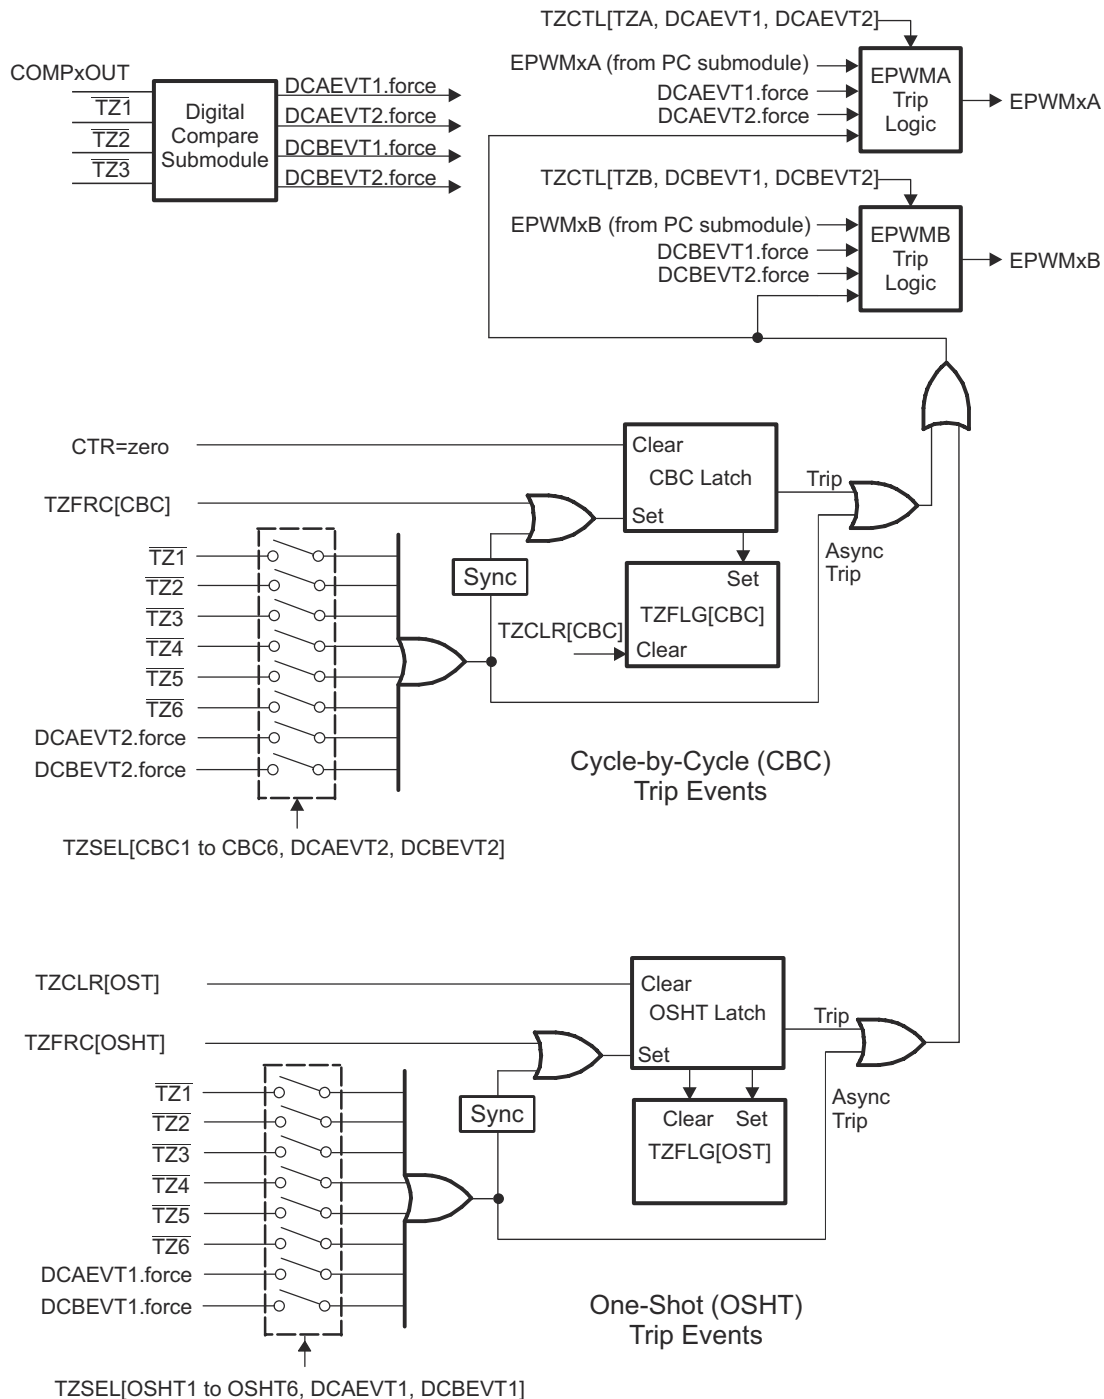 TZCTL[TZA, DCAEVT1, DCAEVT2]
COMPxOUT
TZ1
TZ2
TZ3
Digital
Compare
Submodule
DCAEVT1.force
DCAEVT2.force
DCBEVT1.force
DCBEVT2.force
EPWMxA (from PC submodule)
DCAEVT1.force
DCAEVT2.force
EPWMA
Trip
Logic
EPWMxA
TZCTL[TZB, DCBEVT1, DCBEVT2]
EPWMxB (from PC submodule)
DCBEVT1.force
DCBEVT2.force
EPWMB
Trip
Logic
EPWMxB
CTR=zero
TZFRC[CBC]
Clear
CBC Latch
Set
Trip
Async
Trip
TZ1
TZ2
TZ3
TZ4
TZ5
TZ6
DCAEVT2.force
DCBEVT2.force
Sync
Set
TZFLG[CBC]
Clear
TZCLR[CBC]
Cycle-by-Cycle (CBC)
Trip Events
TZSEL[CBC1 to CBC6, DCAEVT2, DCBEVT2]
TZCLR[OST]
TZFRC[OSHT]
Clear
OSHT Latch
Set
Trip
Async
Trip
TZ1
TZ2
TZ3
TZ4
TZ5
TZ6
DCAEVT1.force
DCBEVT1.force
Sync
Clear Set
TZFLG[OST]
One-Shot (OSHT)
Trip Events
TZSEL[OSHT1 to OSHT6, DCAEVT1, DCBEVT1]